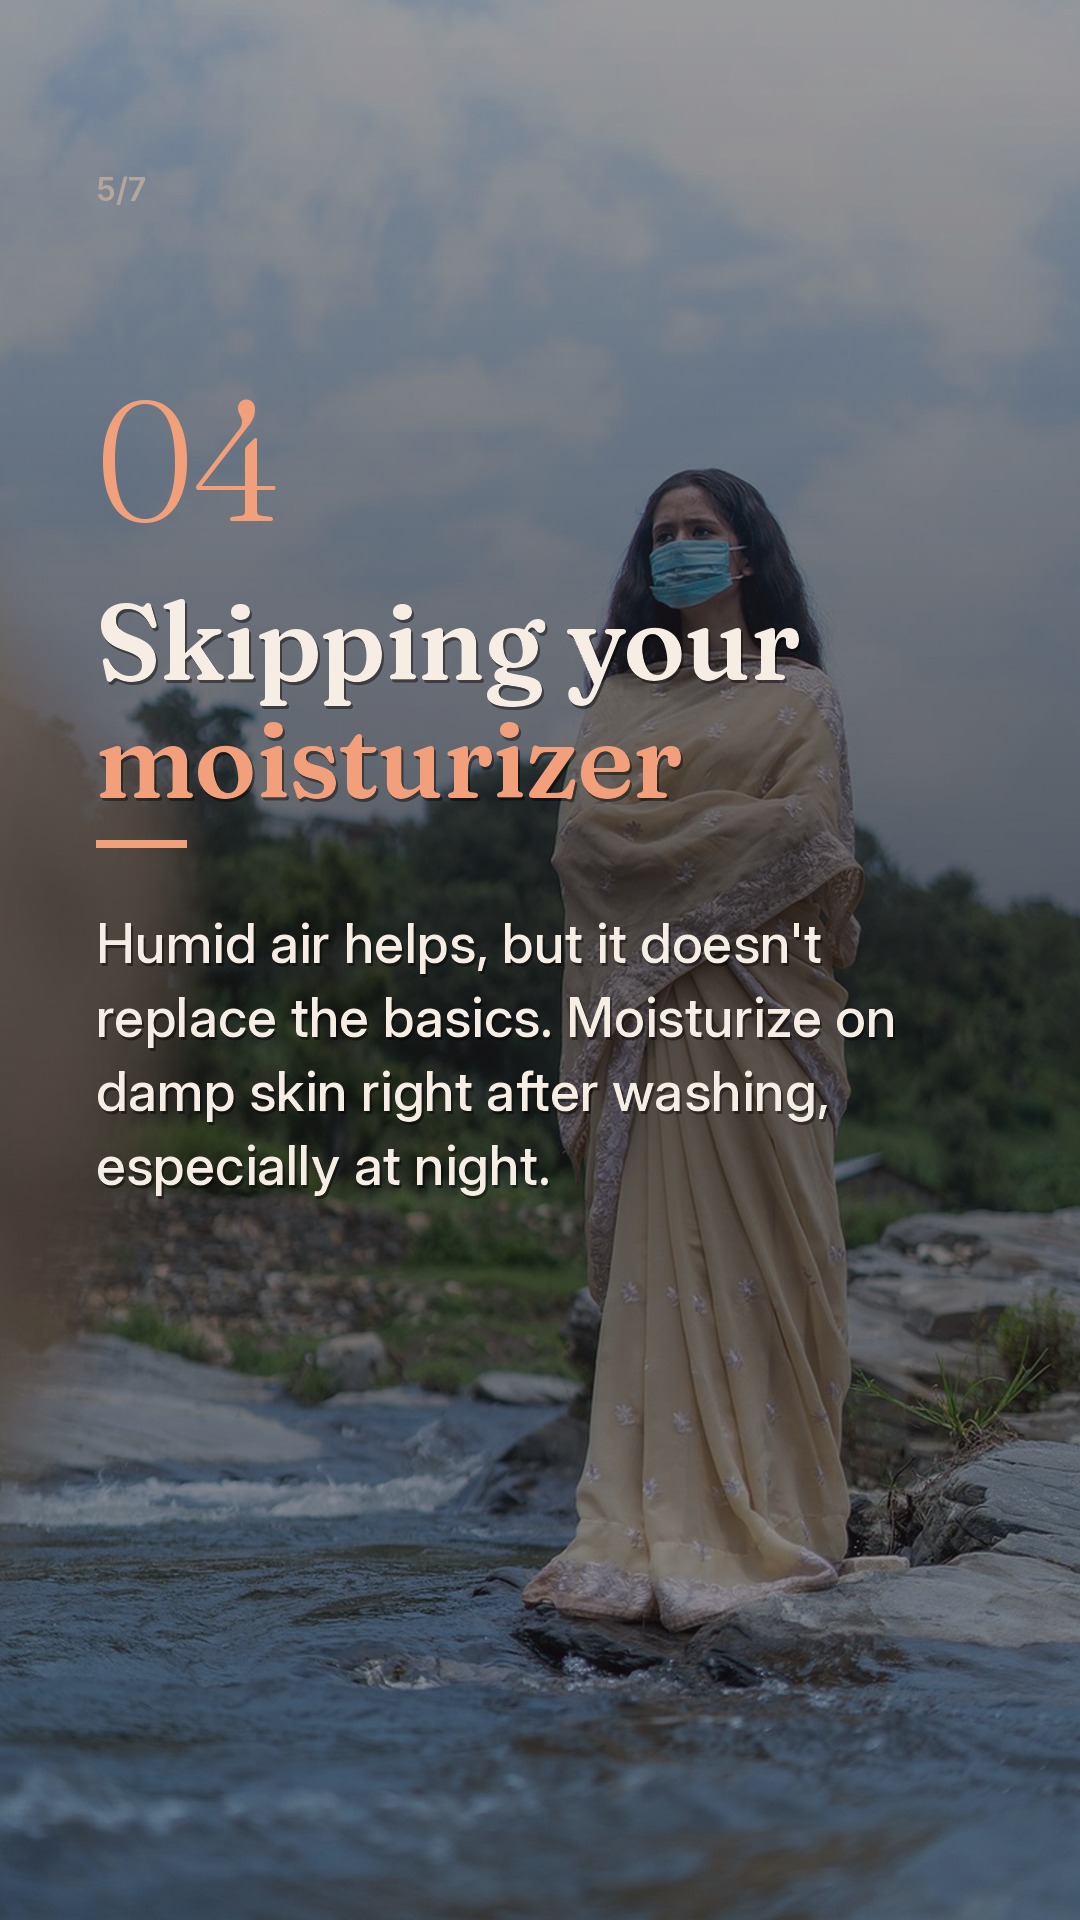 5/7
04
Skipping your
moisturizer
Humid air helps, but it doesn't
replace the basics. Moisturize on
damp skin right after washing,
especially at night.